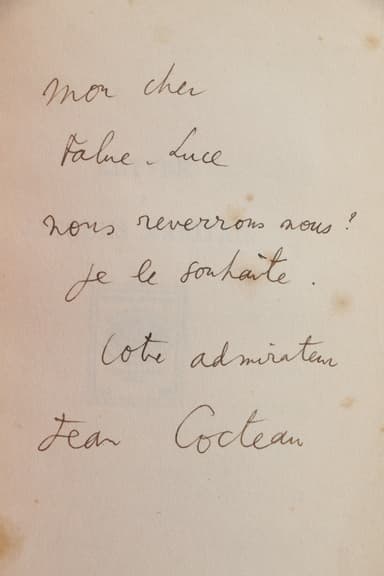 mon cher
Fabre-Luce
nous reverrons nous?
Je le souhaite.
Votre admirateur
Jean Cocteau